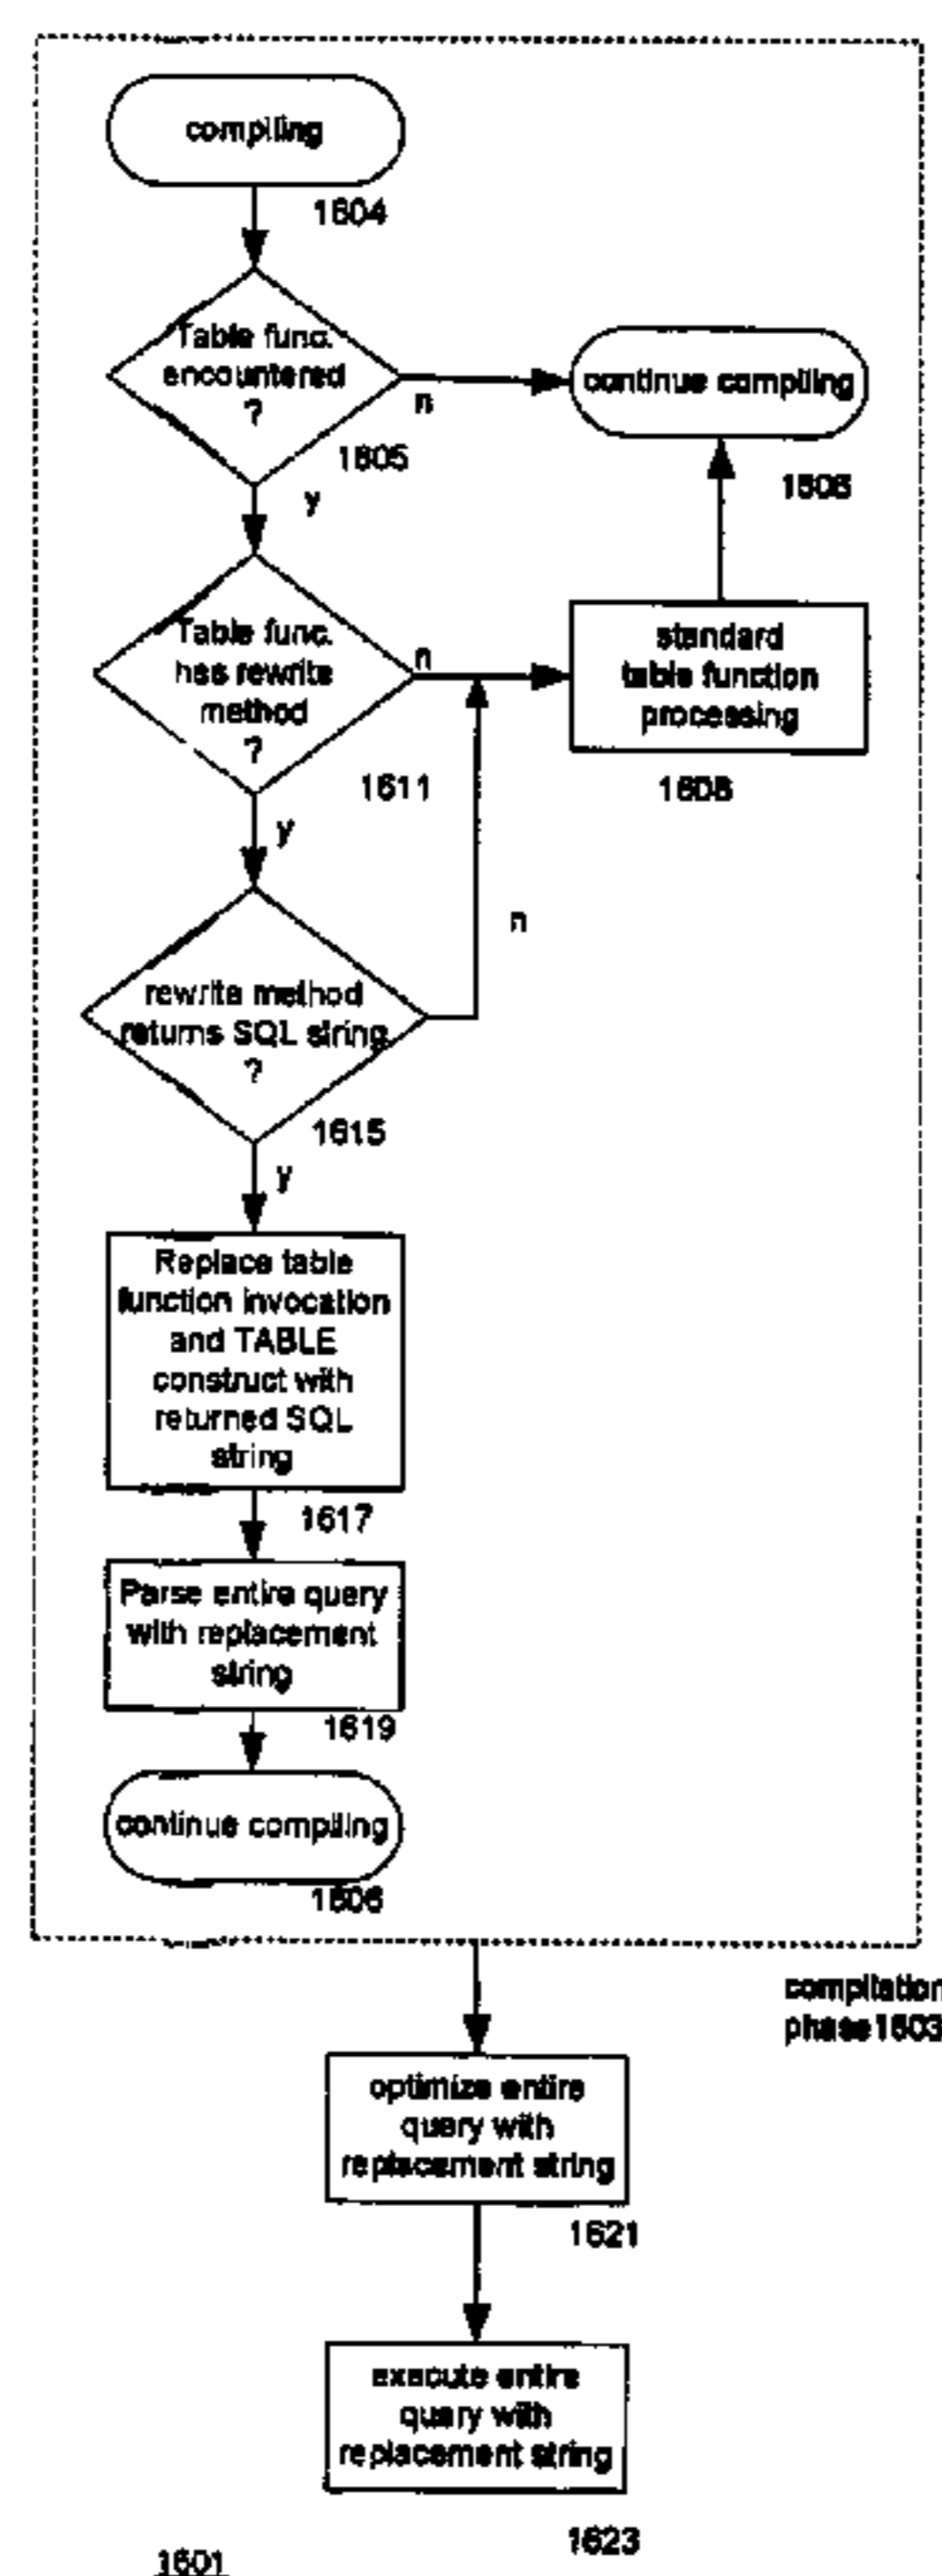 compiling
1604
Table func.
encountered
?
n
continue compiling
1605
1606
y
Table func.
has rewrite
method
?
n
standard
table function
processing
1611
1608
y
n
rewrite method
returns SQL string
?
1615
y
Replace table
function invocation
and TABLE
construct with
returned SQL
string
1617
Parse entire query
with replacement
string
1619
continue compiling
1606
compilation
phase1603
optimize entire
query with
replacement string
1621
execute entire
query with
replacement string
1623
1601